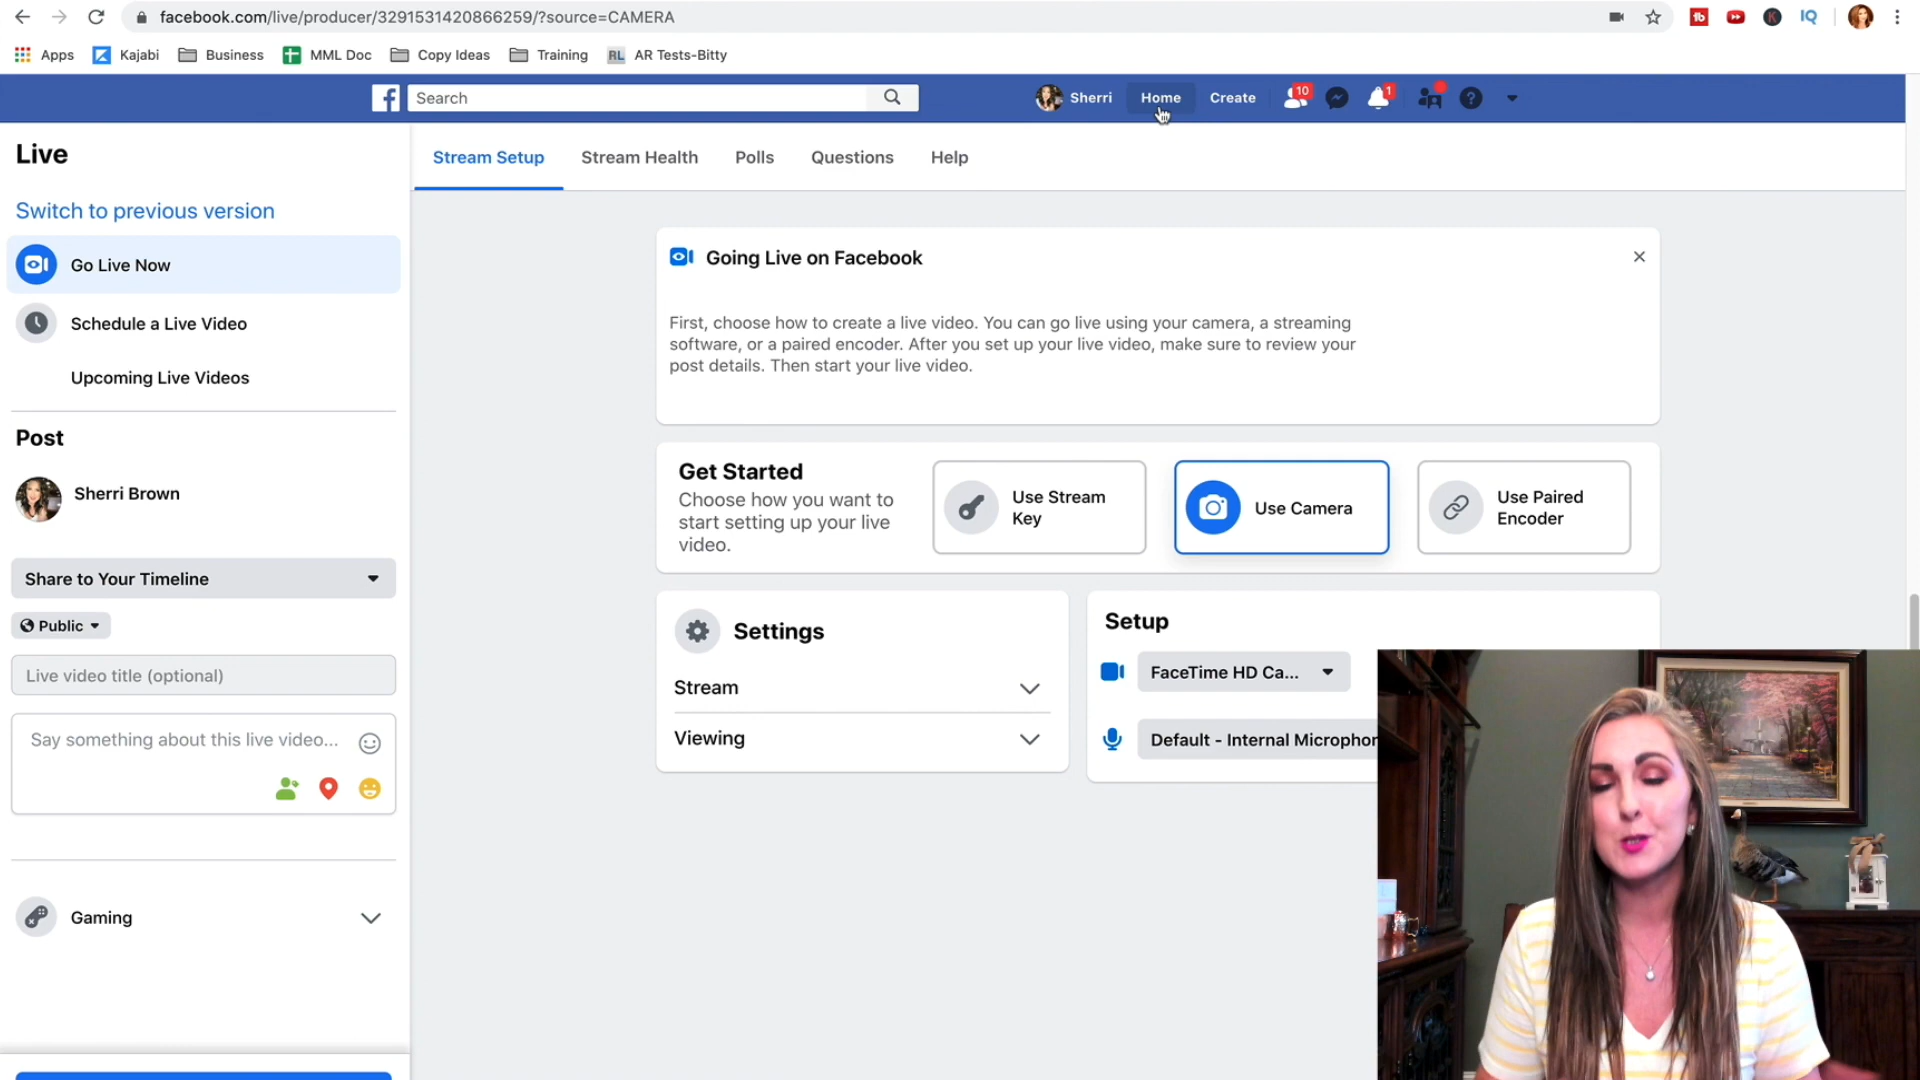 facebook.com/live/producer/3291531420866259/?source=CAMERA
Apps
Kajabi
Business
MML Doc
Copy Ideas
Training
RL AR Tests-Bitty
Search
Sherri
Home
Create
10
1
Live
Switch to previous version
Go Live Now
Schedule a Live Video
Upcoming Live Videos
Post
Sherri Brown
Share to Your Timeline
Public
Live video title (optional)
Say something about this live video...
Gaming
Stream Setup
Stream Health
Polls
Questions
Help
Going Live on Facebook
First, choose how to create a live video. You can go live using your camera, a streaming
software, or a paired encoder. After you set up your live video, make sure to review your
post details. Then start your live video.
Get Started
Choose how you want to
start setting up your live
video.
Use Stream
Key
Use Camera
Use Paired
Encoder
Settings
Stream
Viewing
Setup
FaceTime HD Ca...
Default - Internal Microphon